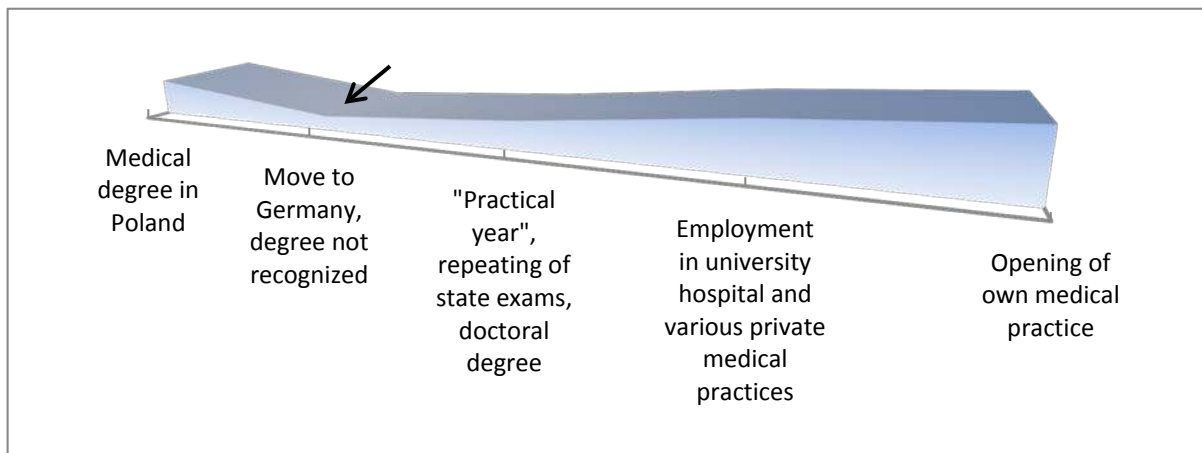 Medical
degree in
Poland
Move to
Germany,
degree not
recognized
"Practical
year",
repeating of
state exams,
doctoral
degree
Employment
in university
hospital and
various private
medical
practices
Opening of
own medical
practice